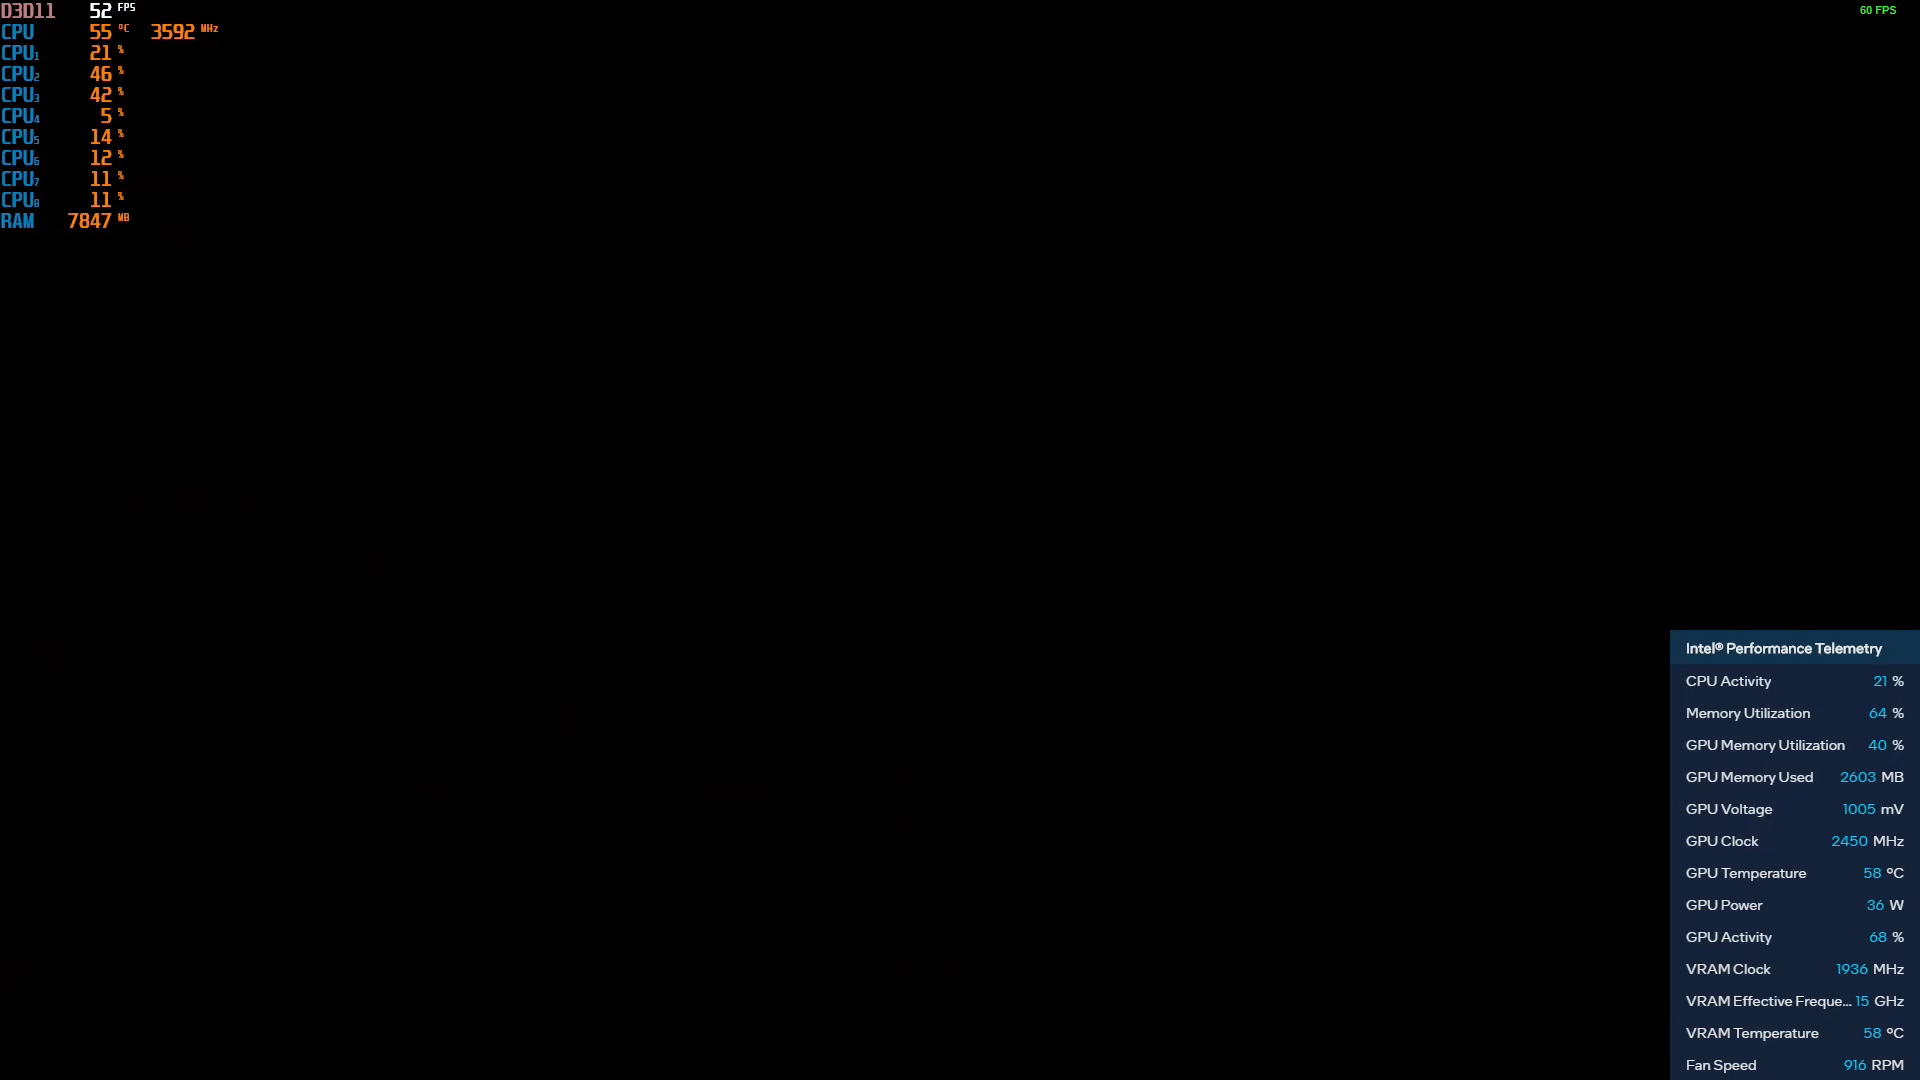 D3D11 52 FPS
CPU 55 °C 3592 MHz
CPU1 21 %
CPU2 46 %
CPU3 42 %
CPU4 5 %
CPU5 14 %
CPU6 12 %
CPU7 11 %
CPU8 11 %
RAM 7847 MB
60 FPS
Intel® Performance Telemetry
CPU Activity 21 %
Memory Utilization 64 %
GPU Memory Utilization 40 %
GPU Memory Used 2603 MB
GPU Voltage 1005 mV
GPU Clock 2450 MHz
GPU Temperature 58 °C
GPU Power 36 W
GPU Activity 68 %
VRAM Clock 1936 MHz
VRAM Effective Freque... 15 GHz
VRAM Temperature 58 °C
Fan Speed 916 RPM